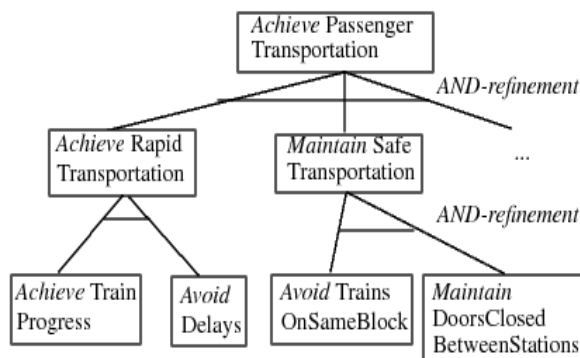 Achieve Passenger
Transportation
AND-refinement
Achieve Rapid
Transportation
Maintain Safe
Transportation
...
AND-refinement
Achieve Train
Progress
Avoid
Delays
Avoid Trains
OnSameBlock
Maintain
DoorsClosed
BetweenStations